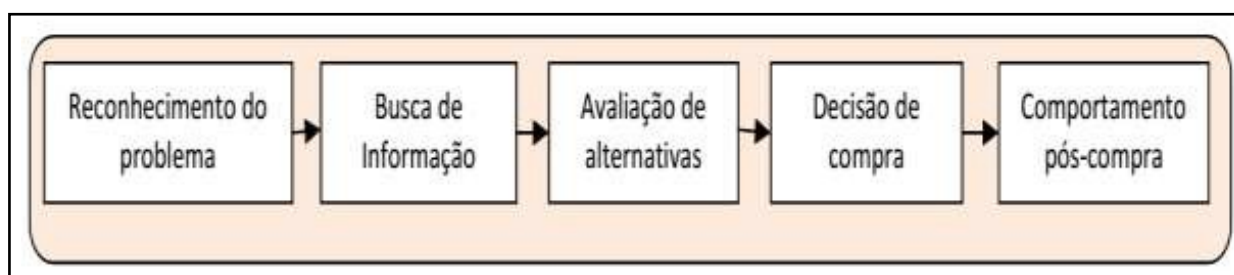 Reconhecimento do
problema
Busca de
Informação
Avaliação de
alternativas
Decisão de
compra
Comportamento
pós-compra